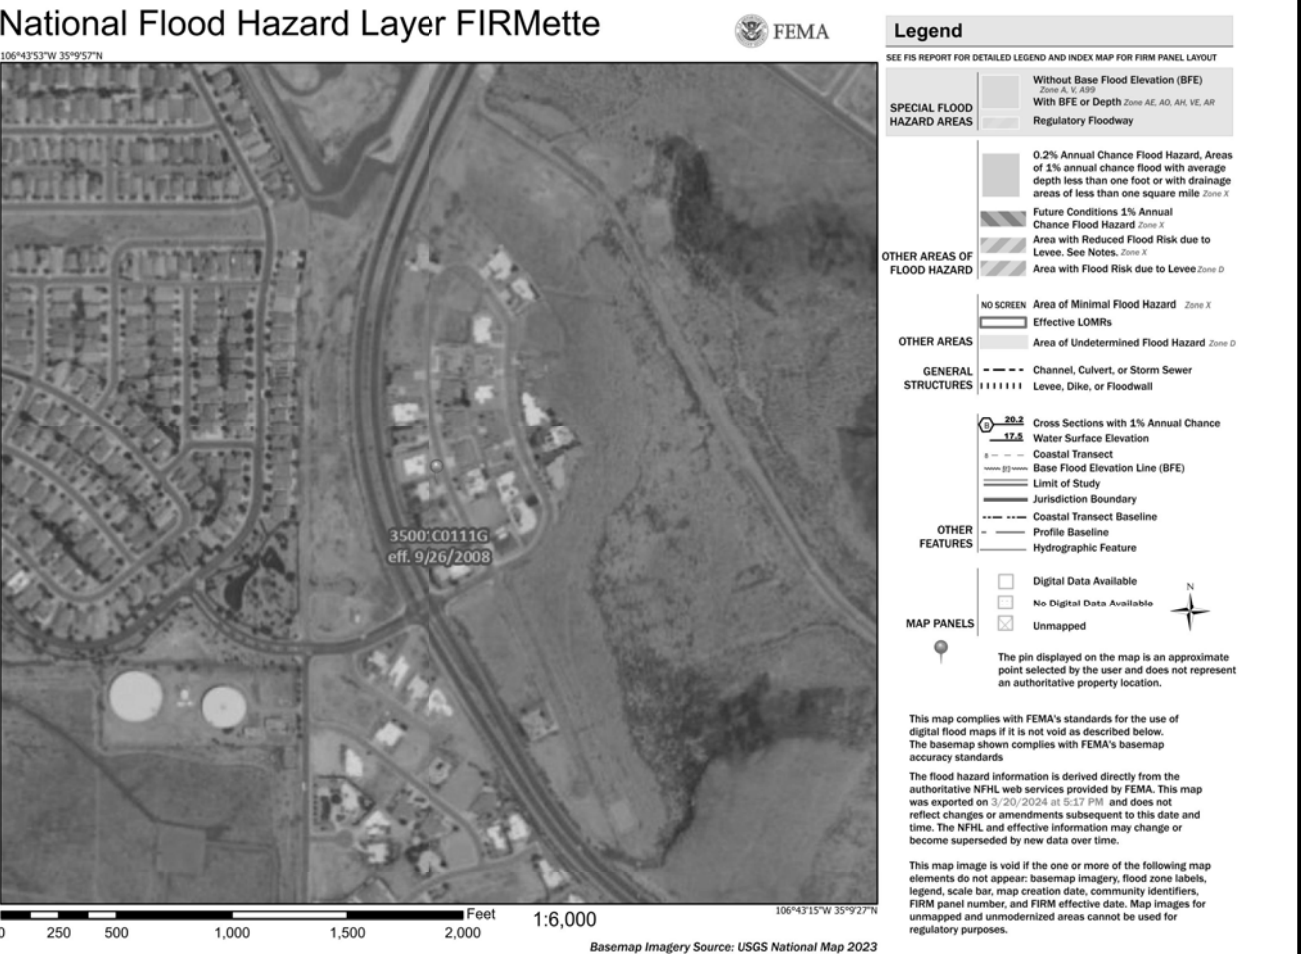 National Flood Hazard Layer FIRMette
FEMA
106°43'53"W 35°9'57"N
3500 C0111G
eff. 9/26/2008
106°43'15"W 35°9'27"N
0 250 500 1,000 1,500 2,000
Feet
1:6,000
Basemap Imagery Source: USGS National Map 2023
Legend
SEE FIS REPORT FOR DETAILED LEGEND AND INDEX MAP FOR FIRM PANEL LAYOUT
SPECIAL FLOOD
HAZARD AREAS
Without Base Flood Elevation (BFE)
Zone A, V, A99
With BFE or Depth Zone AE, AO, AH, VE, AR
Regulatory Floodway
OTHER AREAS OF
FLOOD HAZARD
0.2% Annual Chance Flood Hazard, Areas
of 1% annual chance flood with average
depth less than one foot or with drainage
areas of less than one square mile Zone X
Future Conditions 1% Annual
Chance Flood Hazard Zone X
Area with Reduced Flood Risk due to
Levee. See Notes. Zone X
Area with Flood Risk due to Levee Zone D
OTHER AREAS
NO SCREEN Area of Minimal Flood Hazard Zone X
Effective LOMRs
Area of Undetermined Flood Hazard Zone D
GENERAL
STRUCTURES
Channel, Culvert, or Storm Sewer
Levee, Dike, or Floodwall
OTHER
FEATURES
B 20.2 Cross Sections with 1% Annual Chance
17.5 Water Surface Elevation
8 Coastal Transect
513 Base Flood Elevation Line (BFE)
Limit of Study
Jurisdiction Boundary
Coastal Transect Baseline
Profile Baseline
Hydrographic Feature
MAP PANELS
Digital Data Available
No Digital Data Available
Unmapped
N
The pin displayed on the map is an approximate
point selected by the user and does not represent
an authoritative property location.
This map complies with FEMA's standards for the use of
digital flood maps if it is not void as described below.
The basemap shown complies with FEMA's basemap
accuracy standards
The flood hazard information is derived directly from the
authoritative NFHL web services provided by FEMA. This map
was exported on 3/20/2024 at 5:17 PM and does not
reflect changes or amendments subsequent to this date and
time. The NFHL and effective information may change or
become superseded by new data over time.
This map image is void if the one or more of the following map
elements do not appear: basemap imagery, flood zone labels,
legend, scale bar, map creation date, community identifiers,
FIRM panel number, and FIRM effective date. Map images for
unmapped and unmodernized areas cannot be used for
regulatory purposes.